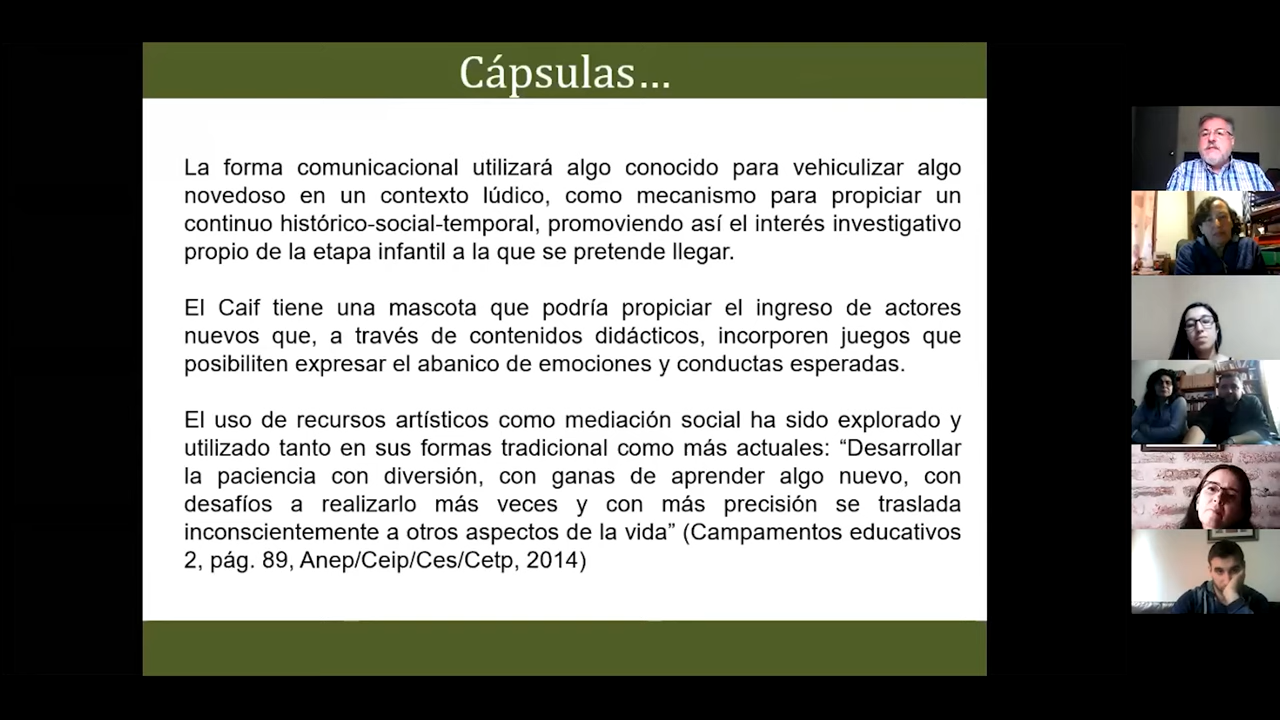 Cápsulas...
La forma comunicacional utilizará algo conocido para vehiculizar algo
novedoso en un contexto lúdico, como mecanismo para propiciar un
continuo histórico-social-temporal, promoviendo así el interés investigativo
propio de la etapa infantil a la que se pretende llegar.
El Caif tiene una mascota que podría propiciar el ingreso de actores
nuevos que, a través de contenidos didácticos, incorporen juegos que
posibiliten expresar el abanico de emociones y conductas esperadas.
El uso de recursos artísticos como mediación social ha sido explorado y
utilizado tanto en sus formas tradicional como más actuales: “Desarrollar
la paciencia con diversión, con ganas de aprender algo nuevo, con
desafíos a realizarlo más veces y con más precisión se traslada
inconscientemente a otros aspectos de la vida” (Campamentos educativos
2, pág. 89, Anep/Ceip/Ces/Cetp, 2014)